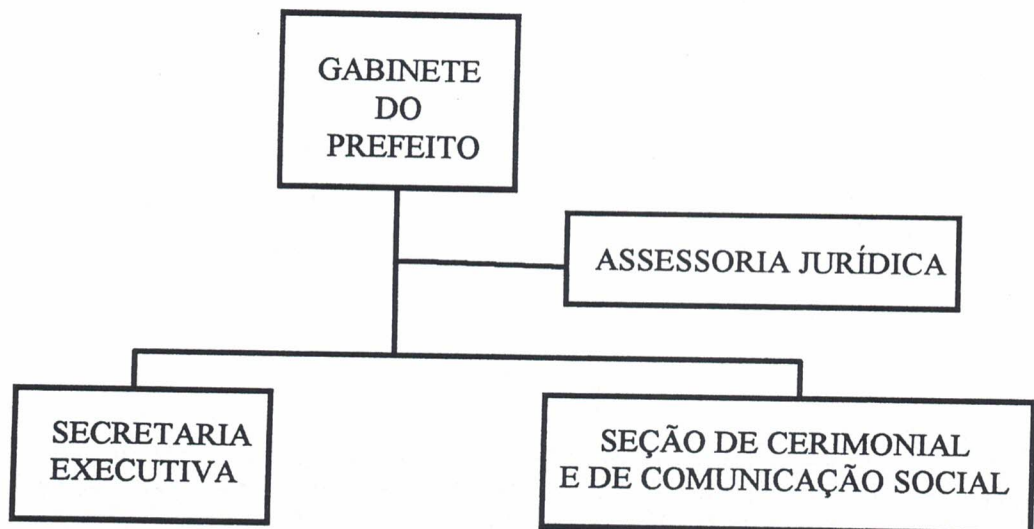 GABINETE
DO
PREFEITO
ASSESSORIA JURÍDICA
SECRETARIA
EXECUTIVA
SEÇÃO DE CERIMONIAL
E DE COMUNICAÇÃO SOCIAL